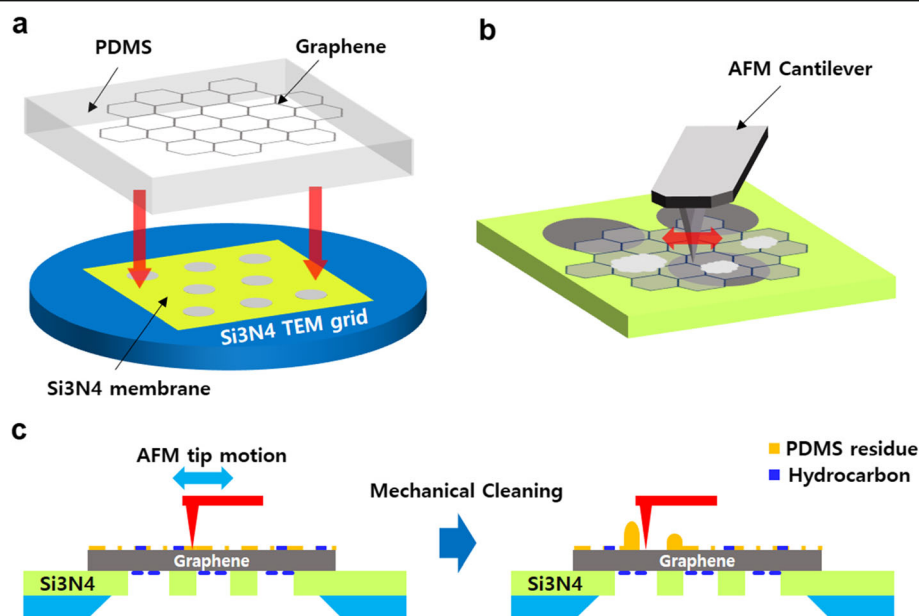 a
PDMS
Graphene
Si3N4 TEM grid
Si3N4 membrane
b
AFM Cantilever
c
AFM tip motion
Graphene
Si3N4
Mechanical Cleaning
PDMS residue
Hydrocarbon
Graphene
Si3N4